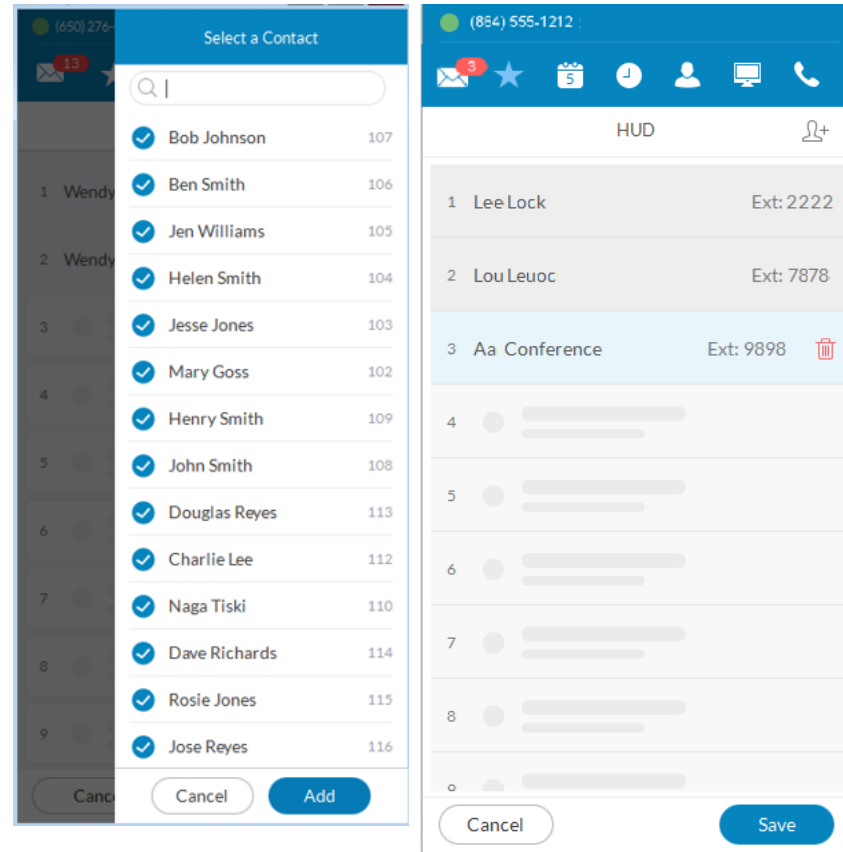 (650) 276-
Select a Contact
13
Bob Johnson 107
1 Wendy
Ben Smith 106
Jen Williams 105
2 Wendy
Helen Smith 104
3
Jesse Jones 103
Mary Goss 102
4
Henry Smith 109
5
John Smith 108
Douglas Reyes 113
6
Charlie Lee 112
7
Naga Tiski 110
8
Dave Richards 114
Rosie Jones 115
9
Jose Reyes 116
Canc
Cancel
Add
(864) 555-1212 :
3
5
HUD
1 Lee Lock Ext: 2222
2 Lou Leuoc Ext: 7878
3 Aa Conference Ext: 9898
4
5
6
7
8
Cancel
Save